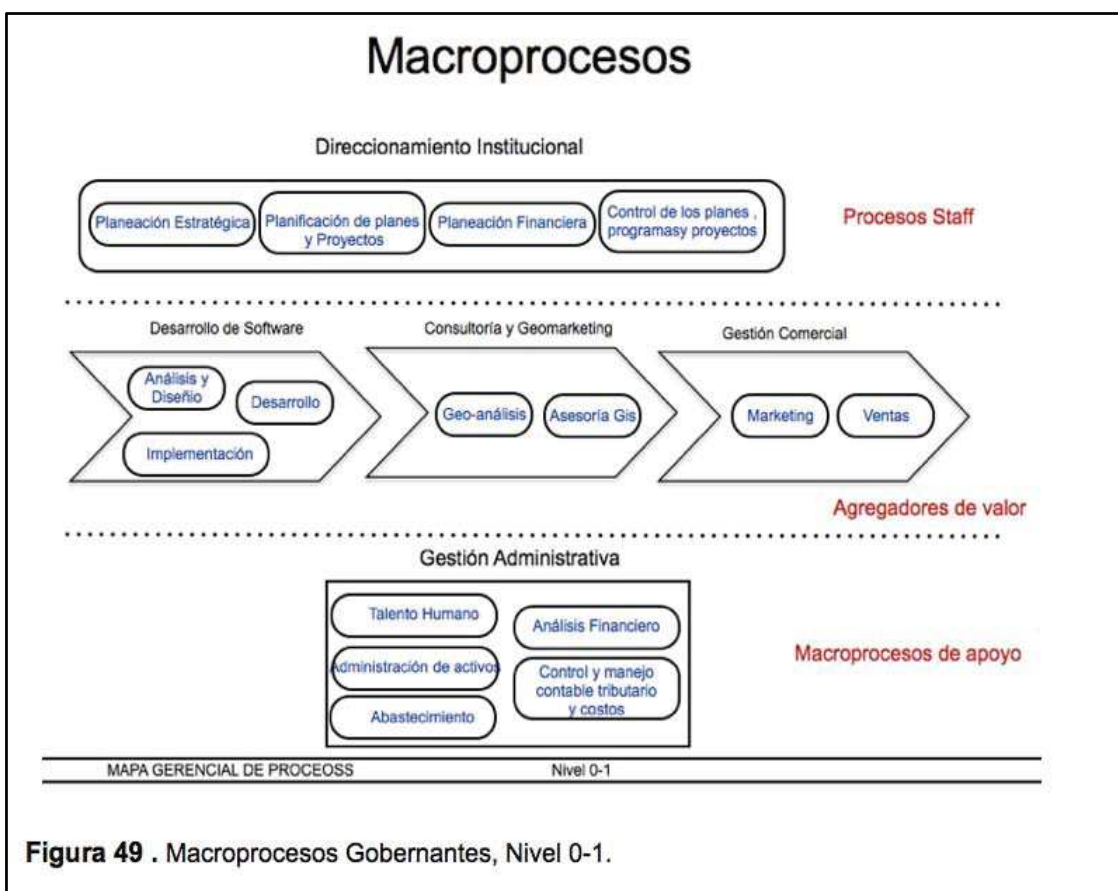 Macroprocesos
Direccionamiento Institucional
Planeación Estratégica
Planificación de planes
y Proyectos
Planeación Financiera
Control de los planes ,
programasy proyectos
Procesos Staff
Desarrollo de Software
Consultoría y Geomarketing
Gestión Comercial
Análisis y
Diseñio
Desarrollo
Implementación
Geo-análisis
Asesoría Gis
Marketing
Ventas
Agregadores de valor
Gestión Administrativa
Talento Humano
Administración de activos
Abastecimiento
Análisis Financiero
Control y manejo
contable tributario
y costos
Macroprocesos de apoyo
MAPA GERENCIAL DE PROCEOSS
Nivel 0-1
Figura 49 . Macroprocesos Gobernantes, Nivel 0-1.